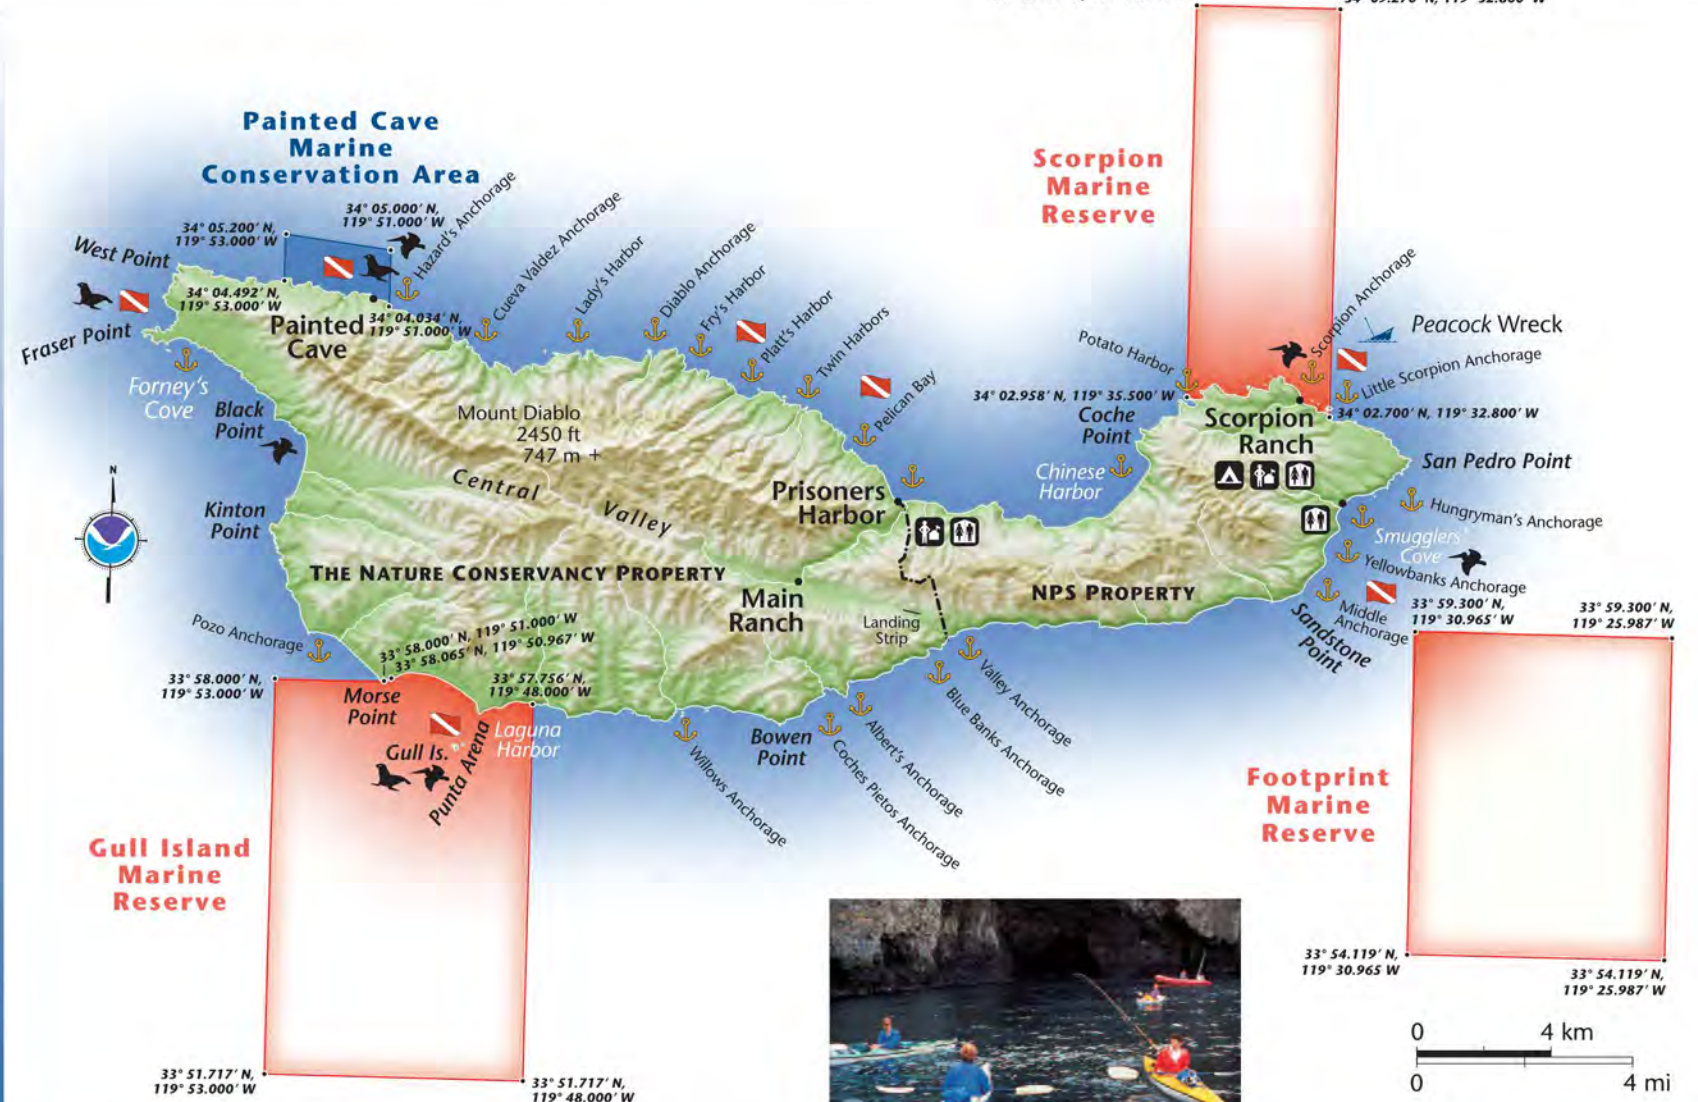 34° 09.270' N, 119° 32.800' W
Painted Cave
Marine
Conservation Area
Scorpion
Marine
Reserve
34° 05.200' N,
119° 53.000' W
34° 05.000' N,
119° 51.000' W
Hazard's Anchorage
Cueva Valdez Anchorage
Lady's Harbor
Diablo Anchorage
Fry's Harbor
Platt's Harbor
Twin Harbors
Pelican Bay
West Point
Fraser Point
34° 04.492' N,
119° 53.000' W
34° 04.034' N,
119° 51.000' W
Painted
Cave
Forney's
Cove
Black
Point
Mount Diablo
2450 ft
747 m +
Central Valley
Kinton
Point
N
Prisoners
Harbor
Potato Harbor
Scorpion Anchorage
Peacock Wreck
Little Scorpion Anchorage
34° 02.958' N, 119° 35.500' W
34° 02.700' N, 119° 32.800' W
Coche
Point
Scorpion
Ranch
Chinese
Harbor
San Pedro Point
Hungryman's Anchorage
Smugglers'
Cove
Yellowbanks Anchorage
Middle
Anchorage
Sandstone
Point
THE NATURE CONSERVANCY PROPERTY
NPS PROPERTY
Main
Ranch
Landing
Strip
Pozo Anchorage
33° 58.000' N, 119° 51.000' W
33° 58.065' N, 119° 50.967' W
33° 58.000' N,
119° 53.000' W
Morse
Point
33° 57.756' N,
119° 48.000' W
Laguna
Harbor
Gull Is.
Punta Arena
Willows Anchorage
Bowen
Point
Coches Pietos Anchorage
Albert's Anchorage
Blue Banks Anchorage
Valley Anchorage
Gull Island
Marine
Reserve
33° 51.717' N,
119° 53.000' W
33° 51.717' N,
119° 48.000' W
33° 59.300' N,
119° 30.965' W
33° 59.300' N,
119° 25.987' W
Footprint
Marine
Reserve
33° 54.119' N,
119° 30.965 W
33° 54.119' N,
119° 25.987' W
0 4 km
0 4 mi